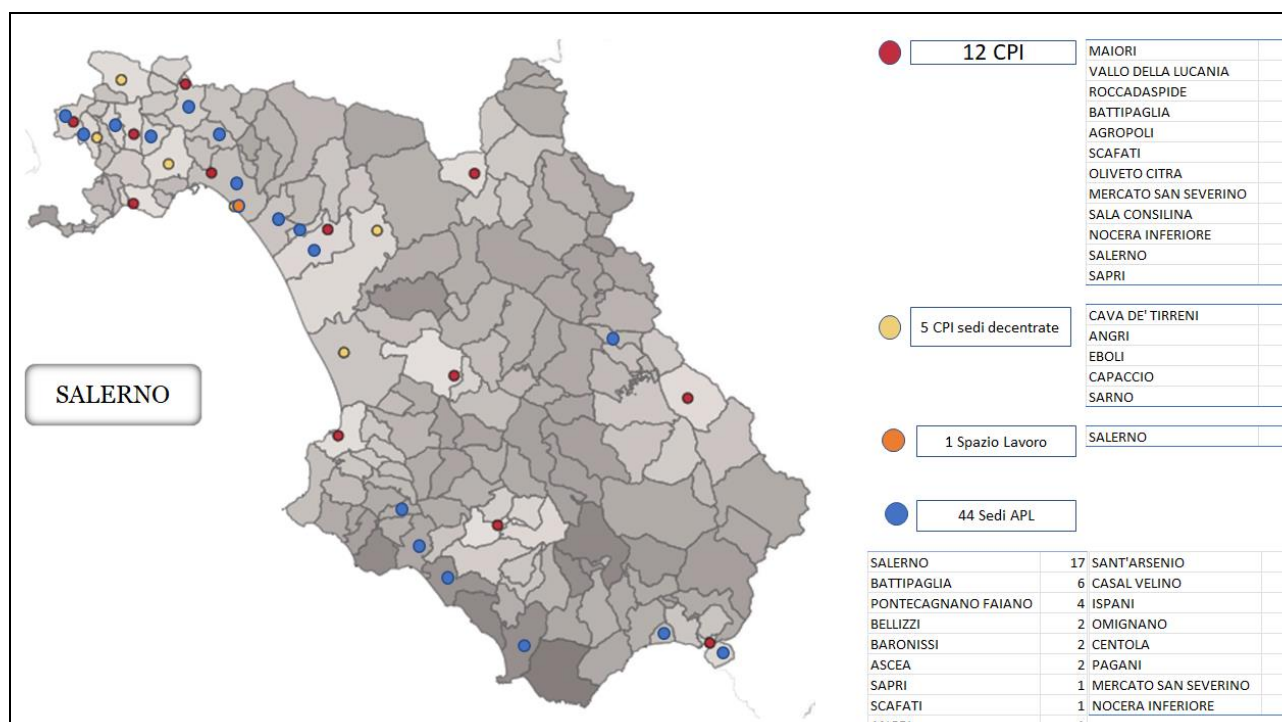 SALERNO
12 CPI
MAIORI
VALLO DELLA LUCANIA
ROCCADASPIDE
BATTIPAGLIA
AGROPOLI
SCAFATI
OLIVETO CITRA
MERCATO SAN SEVERINO
SALA CONSILINA
NOCERA INFERIORE
SALERNO
SAPRI
5 CPI sedi decentrate
CAVA DE' TIRRENI
ANGRI
EBOLI
CAPACCIO
SARNO
1 Spazio Lavoro
SALERNO
44 Sedi APL
SALERNO 17 SANT'ARSENIO
BATTIPAGLIA 6 CASAL VELINO
PONTECAGNANO FAIANO 4 ISPANI
BELLIZZI 2 OMIGNANO
BARONISSI 2 CENTOLA
ASCEA 2 PAGANI
SAPRI 1 MERCATO SAN SEVERINO
SCAFATI 1 NOCERA INFERIORE